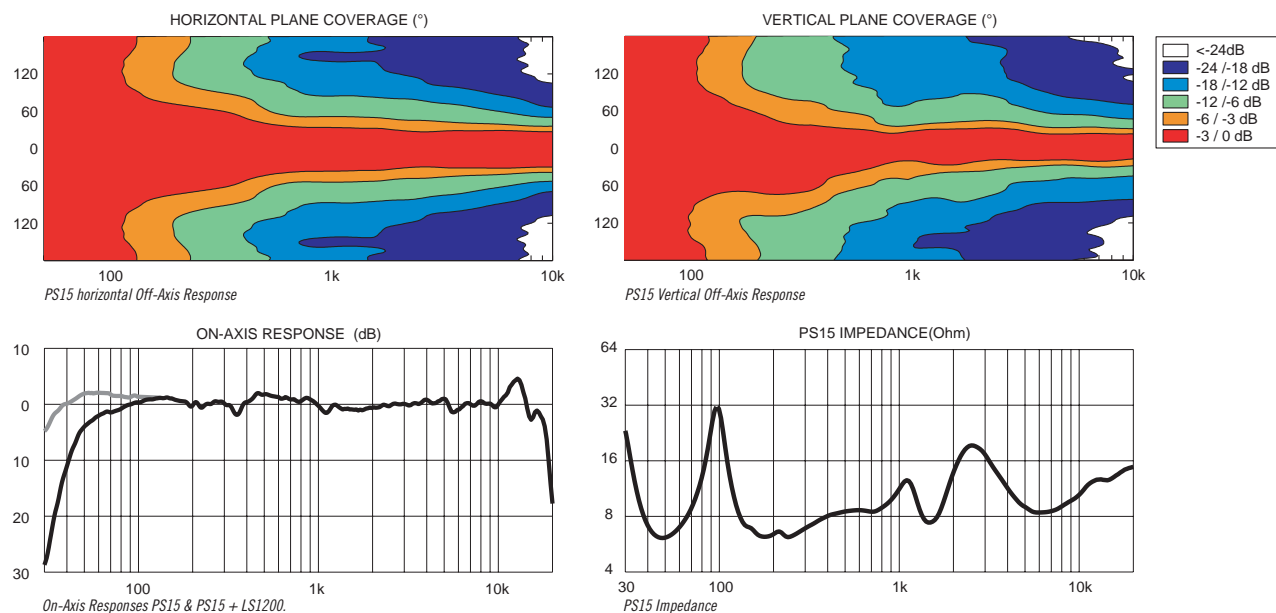 HORIZONTAL PLANE COVERAGE (°)
120
60
0
60
120
100 1k 10k
PS15 horizontal Off-Axis Response
VERTICAL PLANE COVERAGE (°)
120
60
0
60
120
100 1k 10k
PS15 Vertical Off-Axis Response
<-24dB
-24 /-18 dB
-18 /-12 dB
-12 /-6 dB
-6 /-3 dB
-3 / 0 dB
ON-AXIS RESPONSE (dB)
10
0
10
20
30
100 1k 10k
On-Axis Responses PS15 & PS15 + LS1200.
PS15 IMPEDANCE(Ohm)
64
32
16
8
4
30 100 1k 10k
PS15 Impedance